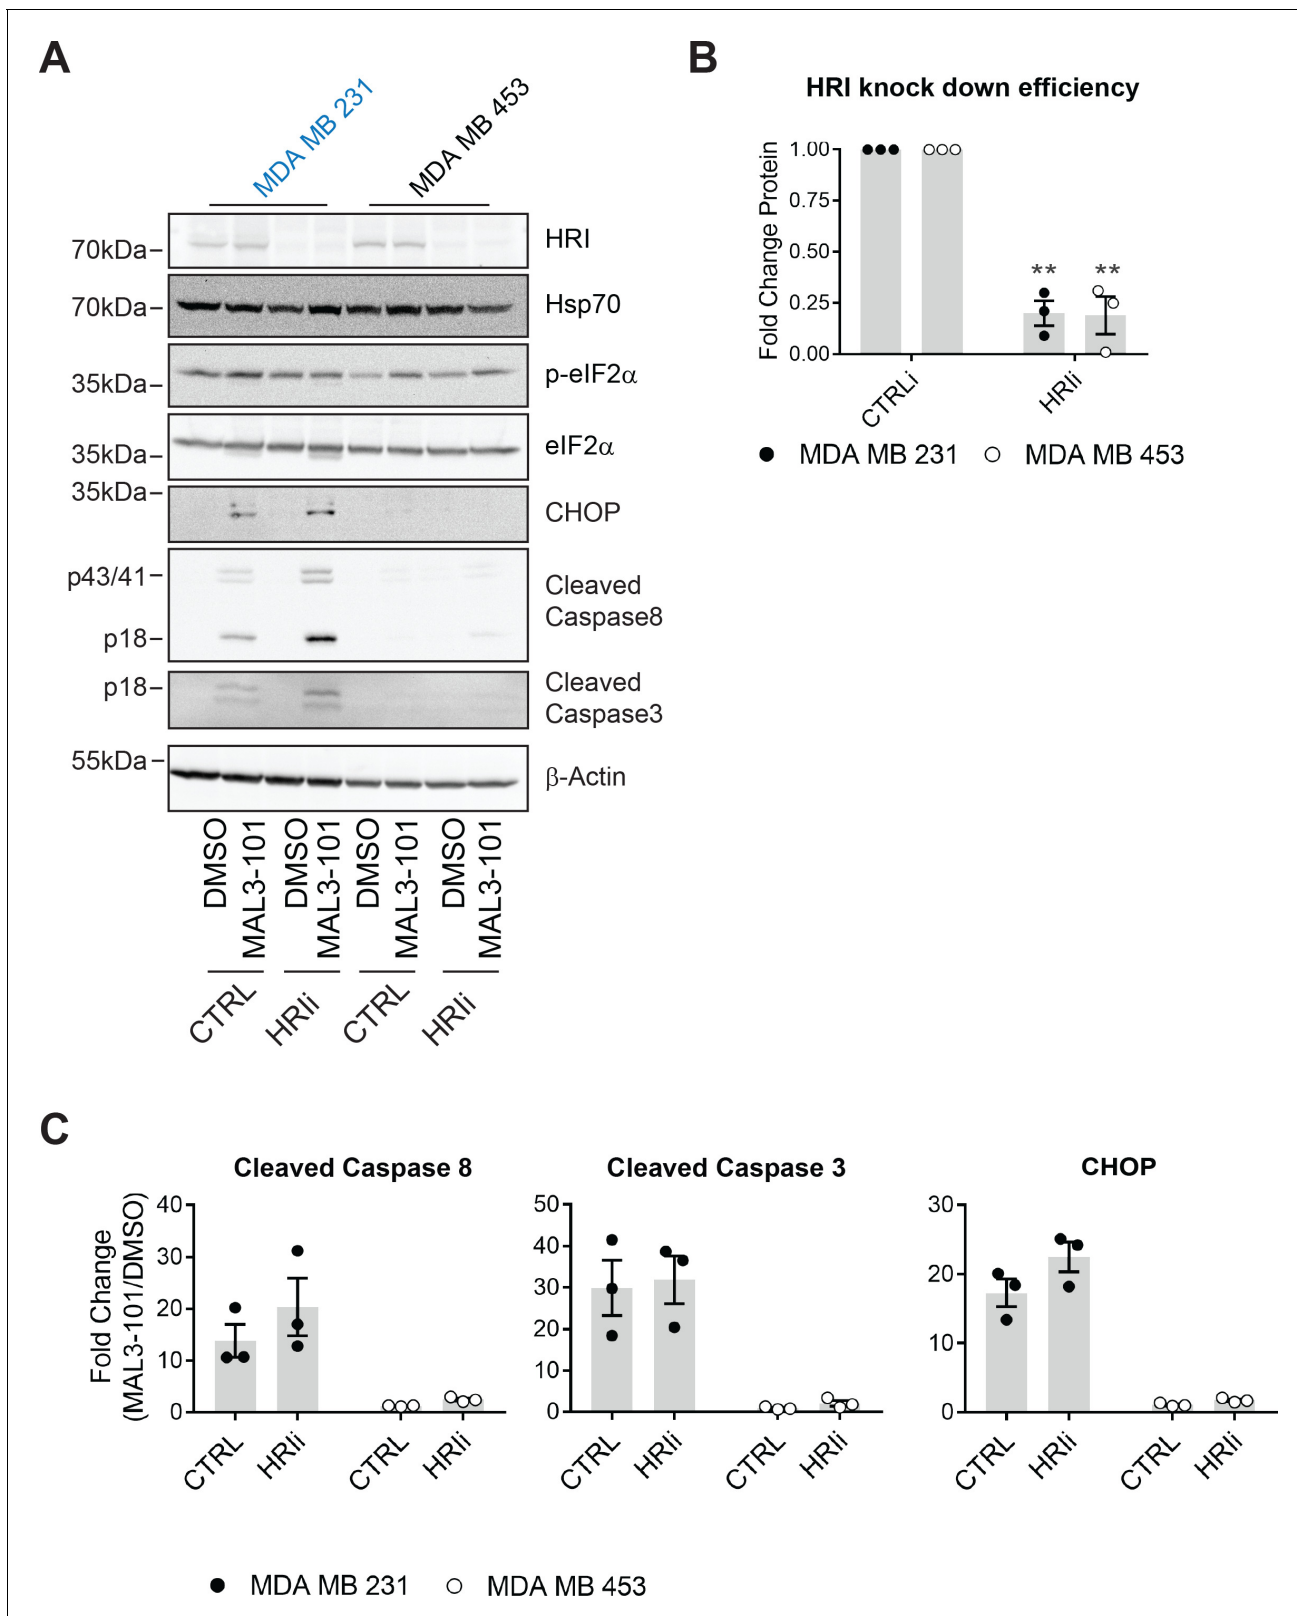 A
MDA MB 231
MDA MB 453
70kDa
HRI
70kDa
Hsp70
35kDa
p-eIF2α
35kDa
eIF2α
35kDa
CHOP
p43/41
Cleaved
Caspase8
p18
p18
Cleaved
Caspase3
55kDa
β-Actin
DMSO
MAL3-101
DMSO
MAL3-101
DMSO
MAL3-101
DMSO
MAL3-101
CTRL
HRIi
CTRL
HRIi
B
HRI knock down efficiency
Fold Change Protein
1.00
0.75
0.50
0.25
0.00
** **
CTRLi
HRIi
MDA MB 231
MDA MB 453
C
Cleaved Caspase 8
Fold Change
(MAL3-101/DMSO)
40
30
20
10
0
CTRL
HRIi
CTRL
HRIi
Cleaved Caspase 3
50
40
30
20
10
0
CTRL
HRIi
CTRL
HRIi
CHOP
30
20
10
0
CTRL
HRIi
CTRL
HRIi
MDA MB 231
MDA MB 453